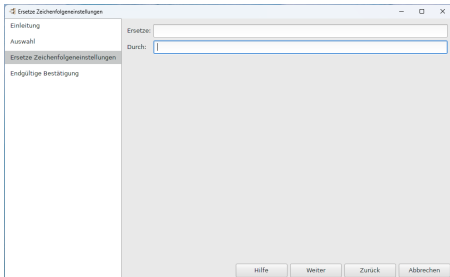 Ersetze Zeichenfolgeneinstellungen
Einleitung
Auswahl
Ersetze Zeichenfolgeneinstellungen
Endgültige Bestätigung
Ersetze:
Durch:
Hilfe
Weiter
Zurück
Abbrechen